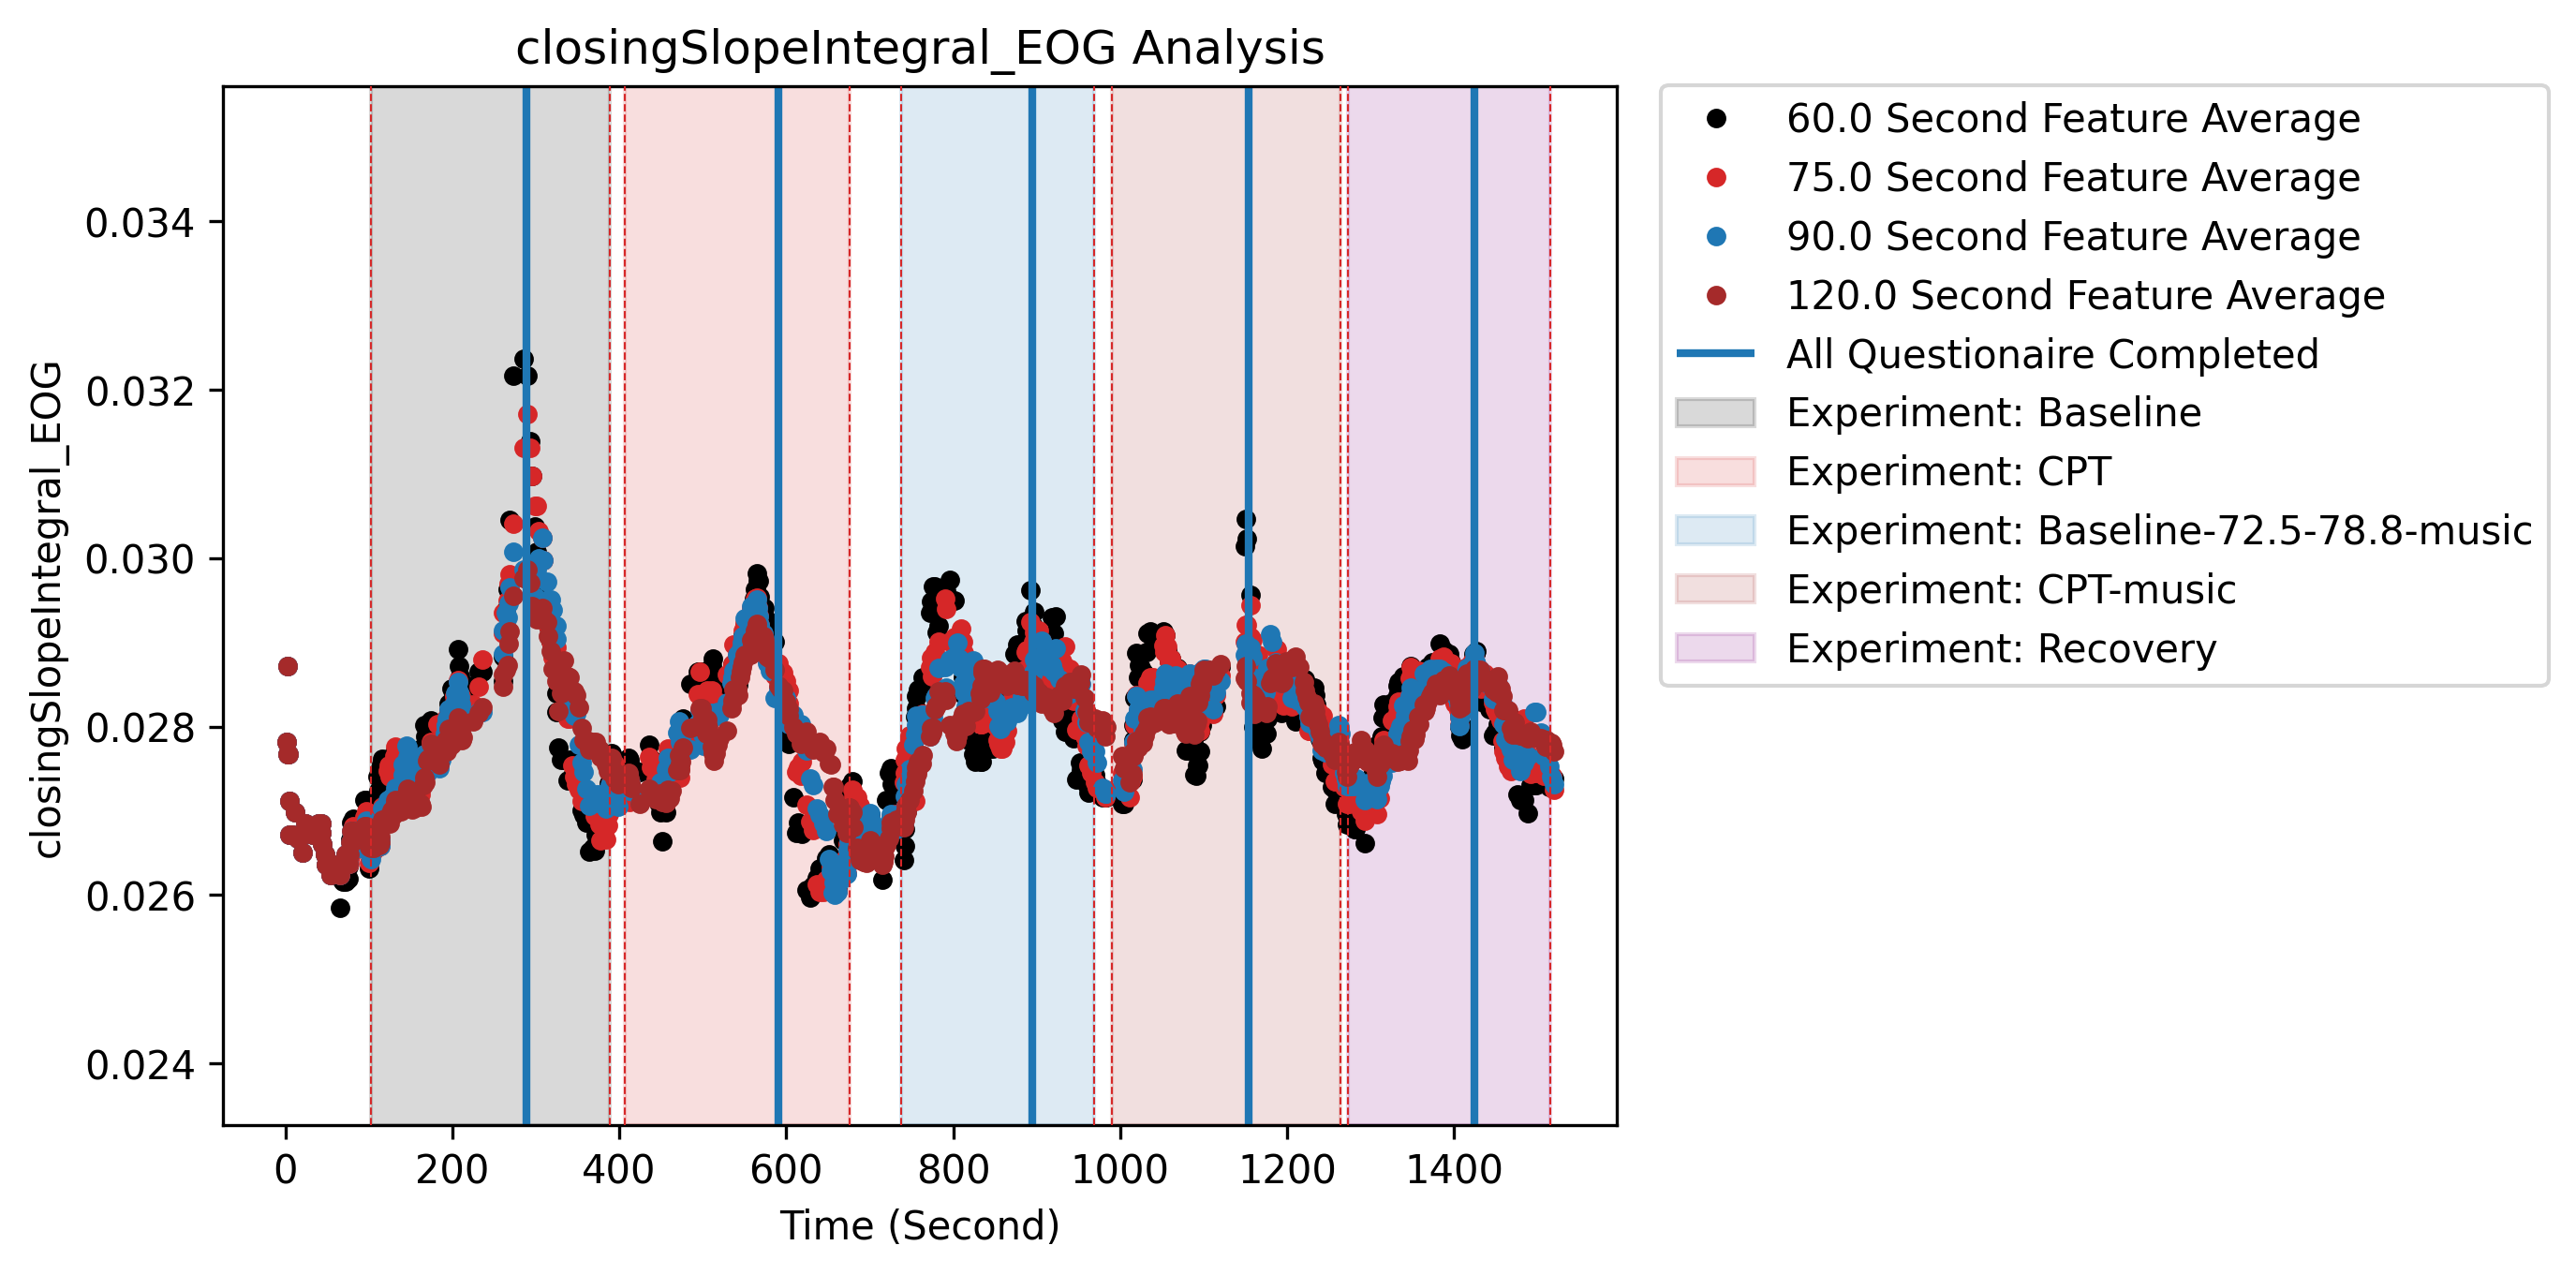 closingSlopeIntegral_EOG Analysis
closingSlopeIntegral_EOG
0.034
0.032
0.030
0.028
0.026
0.024
0 200 400 600 800 1000 1200 1400
Time (Second)
60.0 Second Feature Average
75.0 Second Feature Average
90.0 Second Feature Average
120.0 Second Feature Average
All Questionaire Completed
Experiment: Baseline
Experiment: CPT
Experiment: Baseline-72.5-78.8-music
Experiment: CPT-music
Experiment: Recovery